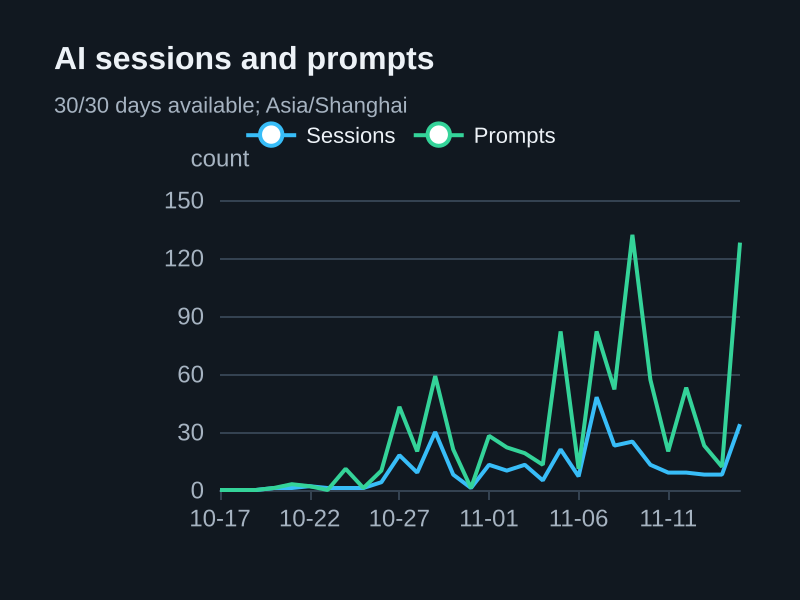 AI sessions and prompts
30/30 days available; Asia/Shanghai
Sessions Prompts
count
150
120
90
60
30
0
10-17 10-22 10-27 11-01 11-06 11-11